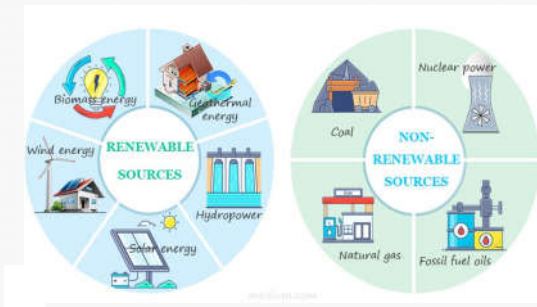 Biomass energy
Geothermal
energy
Wind energy
RENEWABLE
SOURCES
Hydropower
Solar energy
Nuclear power
Coal
NON-
RENEWABLE
SOURCES
Natural gas
Fossil fuel oils